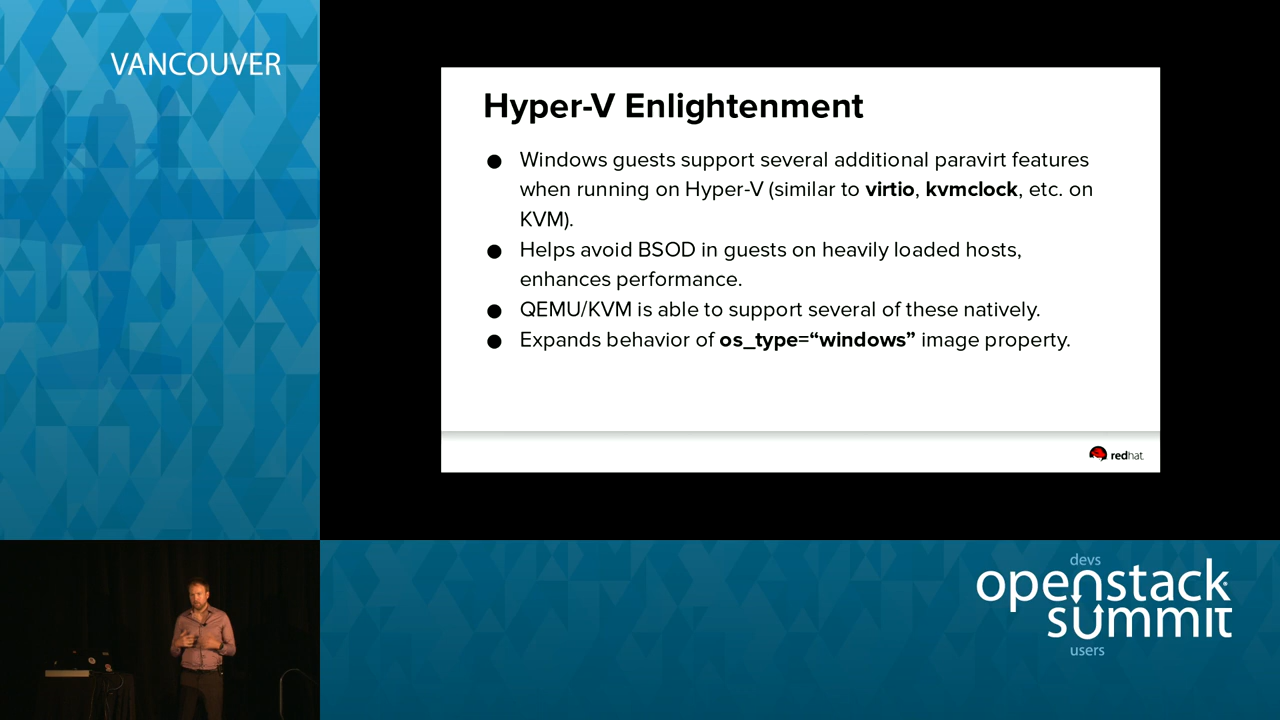 VANCOUVER
Hyper-V Enlightenment
● Windows guests support several additional paravirt features
when running on Hyper-V (similar to virtio, kvmclock, etc. on
KVM).
● Helps avoid BSOD in guests on heavily loaded hosts,
enhances performance.
● QEMU/KVM is able to support several of these natively.
● Expands behavior of os_type=“windows” image property.
redhat
devs
openstack
summit
users